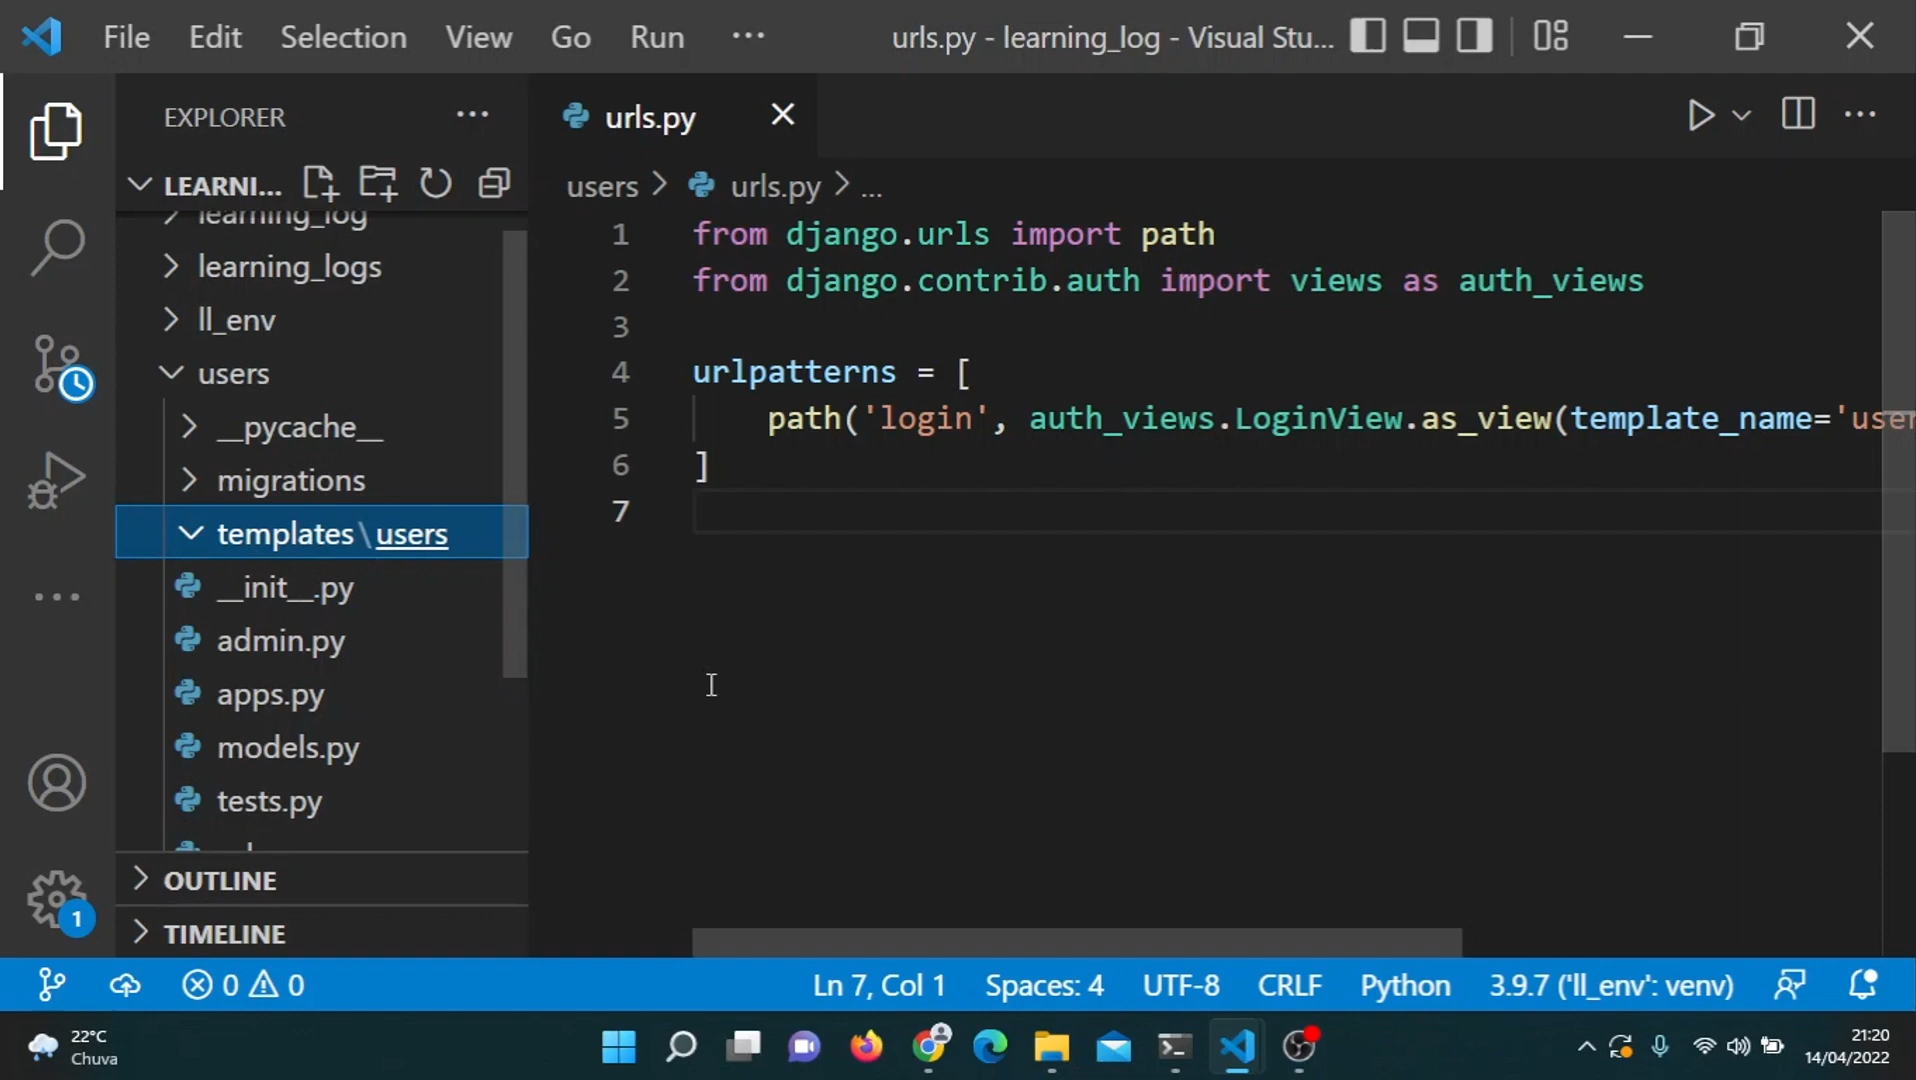 File Edit Selection View Go Run ··· urls.py - learning_log - Visual Stu...
EXPLORER ···
LEARNI...
learning_log
learning_logs
ll_env
users
__pycache__
migrations
templates\users
__init__.py
admin.py
apps.py
models.py
tests.py
OUTLINE
TIMELINE
urls.py
users > urls.py > ...
1 from django.urls import path
2 from django.contrib.auth import views as auth_views
3
4 urlpatterns = [
5 path('login', auth_views.LoginView.as_view(template_name='user
6 ]
7
1
0 0 Ln 7, Col 1 Spaces: 4 UTF-8 CRLF Python 3.9.7 ('ll_env': venv)
22°C
Chuva
21:20
14/04/2022